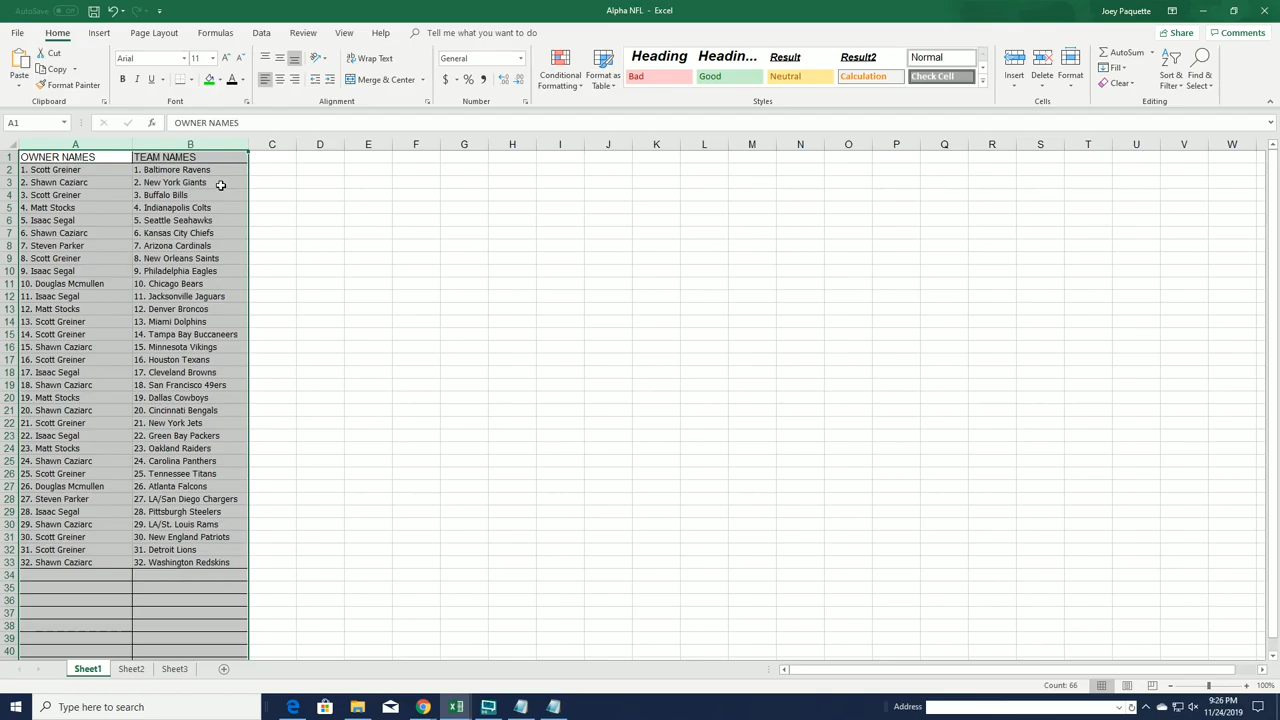 AutoSave Off
Alpha NFL - Excel
Joey Paquette
File Home Insert Page Layout Formulas Data Review View Help Tell me what you want to do
Share Comments
Paste
Cut
Copy
Format Painter
Clipboard
Arial 11
B I U
Font
Wrap Text
Merge & Center
Alignment
General
$ % ,
Number
Conditional Formatting
Format as Table
Heading Headin... Result Result2 Normal
Bad Good Neutral Calculation Check Cell
Styles
Insert Delete Format
Cells
AutoSum
Fill
Clear
Sort & Filter
Find & Select
Editing
A1 fx OWNER NAMES
A B C D E F G H I J K L M N O P Q R S T U V W
1 OWNER NAMES TEAM NAMES
2 1. Scott Greiner 1. Baltimore Ravens
3 2. Shawn Caziarc 2. New York Giants
4 3. Scott Greiner 3. Buffalo Bills
5 4. Matt Stocks 4. Indianapolis Colts
6 5. Isaac Segal 5. Seattle Seahawks
7 6. Shawn Caziarc 6. Kansas City Chiefs
8 7. Steven Parker 7. Arizona Cardinals
9 8. Scott Greiner 8. New Orleans Saints
10 9. Isaac Segal 9. Philadelphia Eagles
11 10. Douglas Mcmullen 10. Chicago Bears
12 11. Isaac Segal 11. Jacksonville Jaguars
13 12. Matt Stocks 12. Denver Broncos
14 13. Scott Greiner 13. Miami Dolphins
15 14. Scott Greiner 14. Tampa Bay Buccaneers
16 15. Shawn Caziarc 15. Minnesota Vikings
17 16. Scott Greiner 16. Houston Texans
18 17. Isaac Segal 17. Cleveland Browns
19 18. Shawn Caziarc 18. San Francisco 49ers
20 19. Matt Stocks 19. Dallas Cowboys
21 20. Shawn Caziarc 20. Cincinnati Bengals
22 21. Scott Greiner 21. New York Jets
23 22. Isaac Segal 22. Green Bay Packers
24 23. Matt Stocks 23. Oakland Raiders
25 24. Shawn Caziarc 24. Carolina Panthers
26 25. Scott Greiner 25. Tennessee Titans
27 26. Douglas Mcmullen 26. Atlanta Falcons
28 27. Steven Parker 27. LA/San Diego Chargers
29 28. Isaac Segal 28. Pittsburgh Steelers
30 29. Shawn Caziarc 29. LA/St. Louis Rams
31 30. Scott Greiner 30. New England Patriots
32 31. Scott Greiner 31. Detroit Lions
33 32. Shawn Caziarc 32. Washington Redskins
34
35
36
37
38
39
40
Sheet1 Sheet2 Sheet3
Count: 66
100%
Type here to search
Address
9:26 PM
11/24/2019